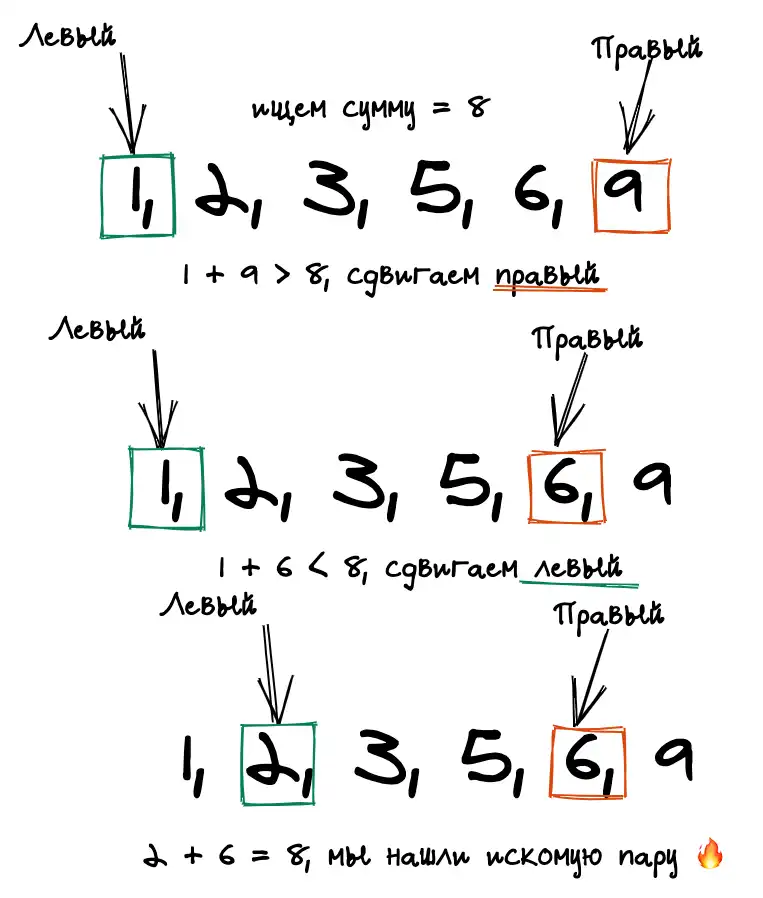 Левый
Правый
ищем сумму = 8
1, 2, 3, 5, 6, 9
1 + 9 > 8, сдвигаем правый
Левый
Правый
1, 2, 3, 5, 6, 9
1 + 6 < 8, сдвигаем левый
Левый
Правый
1, 2, 3, 5, 6, 9
2 + 6 = 8, мы нашли искомую пару 🔥